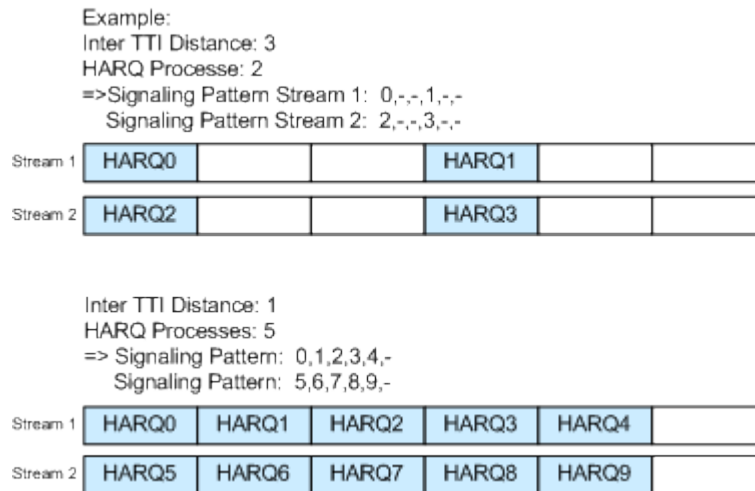 Example:
Inter TTI Distance: 3
HARQ Processe: 2
=>Signaling Pattern Stream 1: 0,-,-,1,-,-
Signaling Pattern Stream 2: 2,-,-,3,-,-
Stream 1 HARQ0 HARQ1
Stream 2 HARQ2 HARQ3
Inter TTI Distance: 1
HARQ Processes: 5
=> Signaling Pattern: 0,1,2,3,4,-
Signaling Pattern: 5,6,7,8,9,-
Stream 1 HARQ0 HARQ1 HARQ2 HARQ3 HARQ4
Stream 2 HARQ5 HARQ6 HARQ7 HARQ8 HARQ9